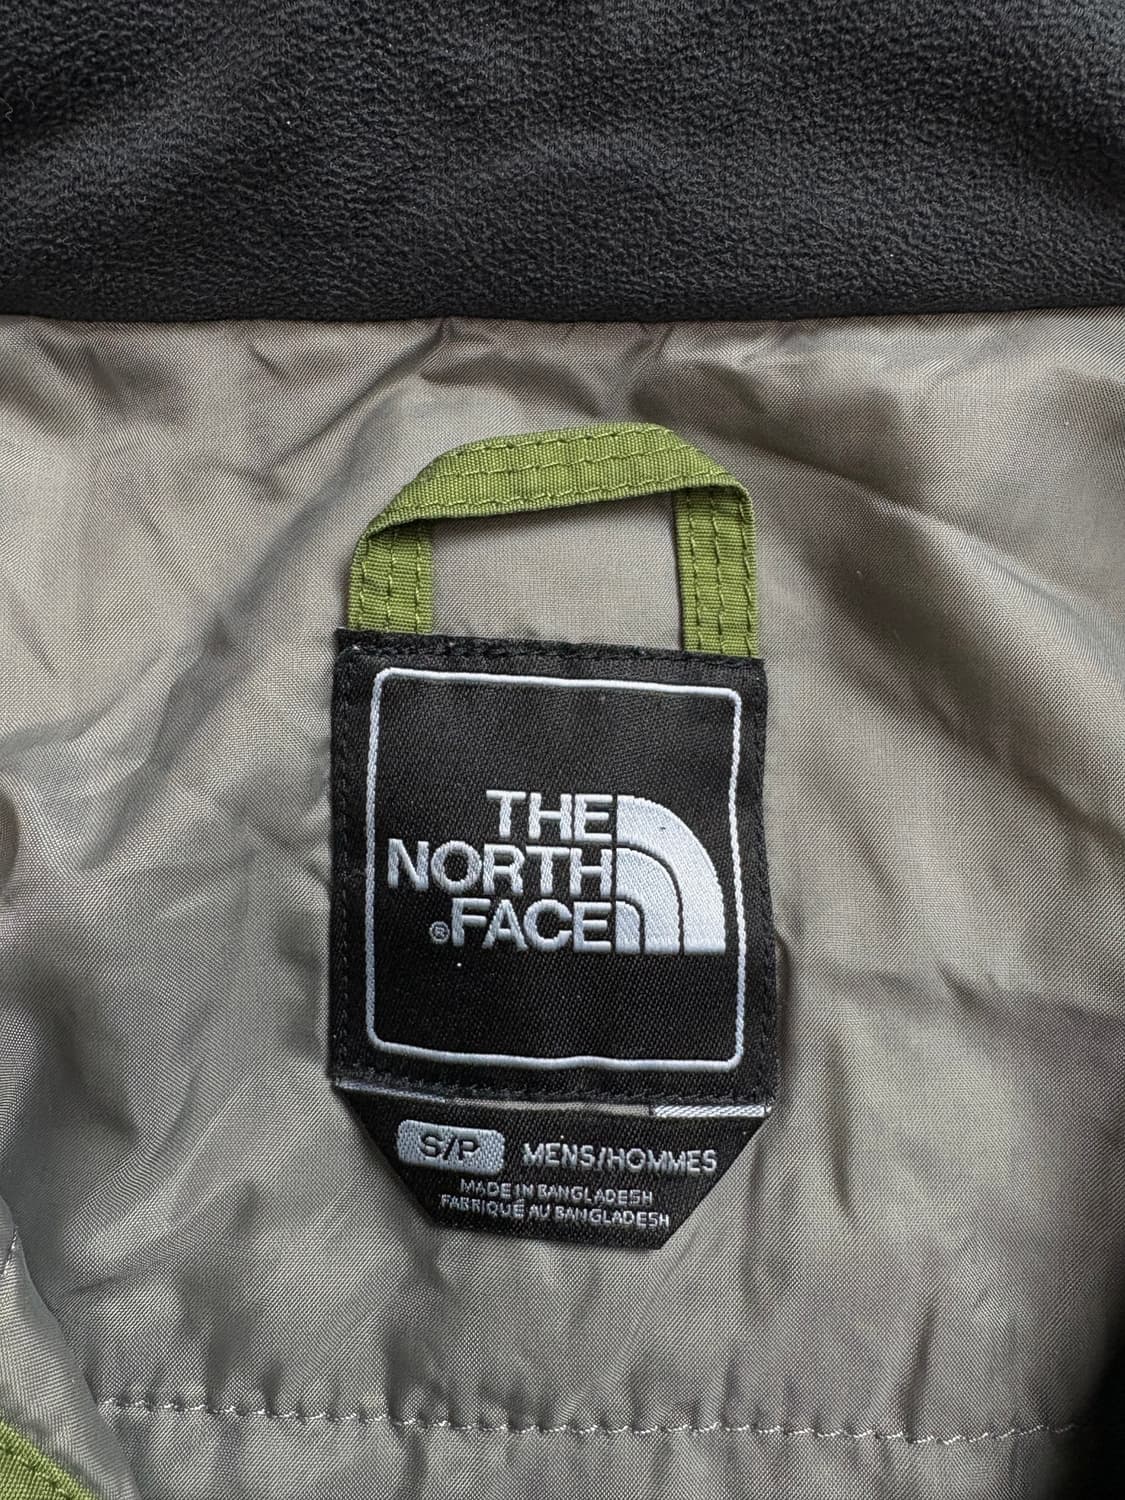 THE
NORTH
®FACE
S/P MENS/HOMMES
MADE IN BANGLADESH
FABRIQUÉ AU BANGLADESH